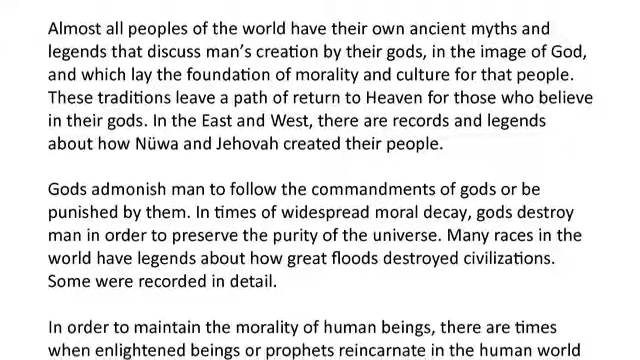 Almost all peoples of the world have their own ancient myths and
legends that discuss man’s creation by their gods, in the image of God,
and which lay the foundation of morality and culture for that people.
These traditions leave a path of return to Heaven for those who believe
in their gods. In the East and West, there are records and legends
about how Nüwa and Jehovah created their people.
Gods admonish man to follow the commandments of gods or be
punished by them. In times of widespread moral decay, gods destroy
man in order to preserve the purity of the universe. Many races in the
world have legends about how great floods destroyed civilizations.
Some were recorded in detail.
In order to maintain the morality of human beings, there are times
when enlightened beings or prophets reincarnate in the human world